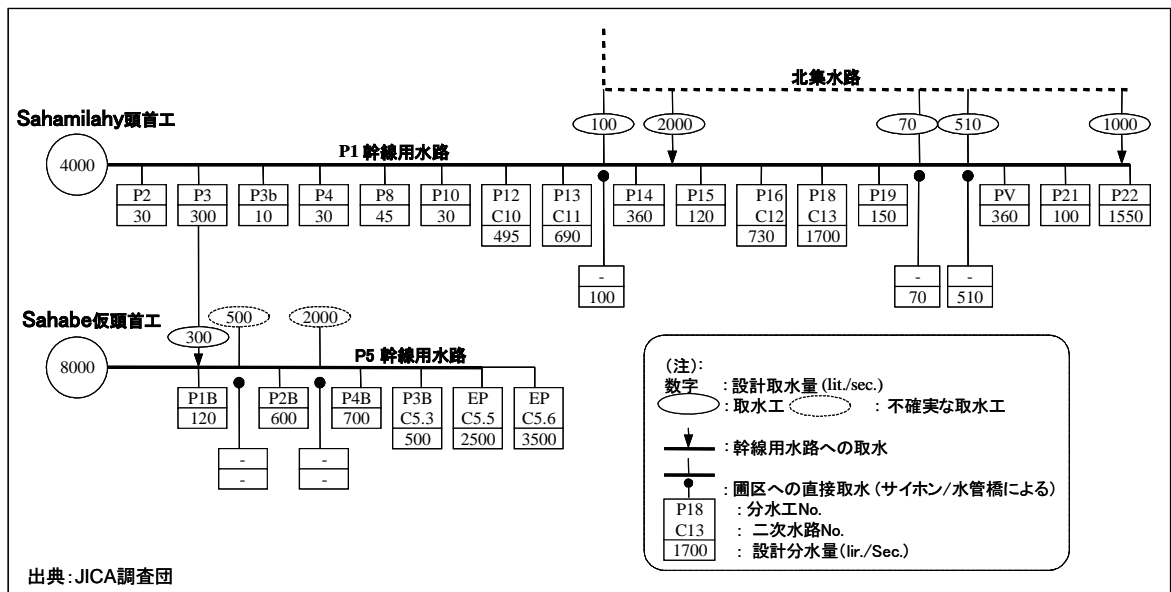 北集水路
Sahamilahy頭首工
100
2000
70
510
1000
4000
P1 幹線用水路
P2
30
P3
300
P3b
10
P4
30
P8
45
P10
30
P12
C10
495
P13
C11
690
P14
360
P15
120
P16
C12
730
P18
C13
1700
P19
150
PV
360
P21
100
P22
1550
-
100
-
70
-
510
Sahabe仮頭首工
300
500
2000
8000
P5 幹線用水路
P1B
120
P2B
600
P4B
700
P3B
C5.3
500
EP
C5.5
2500
EP
C5.6
3500
-
-
-
-
(注):
数字 : 設計取水量 (lit./sec.)
: 取水工 : 不確実な取水工
: 幹線用水路への取水
: 圃区への直接取水 (サイホン/水管橋による)
P18 : 分水工No.
C13 : 二次水路No.
1700 : 設計分水量(lir./Sec.)
出典:JICA調査団